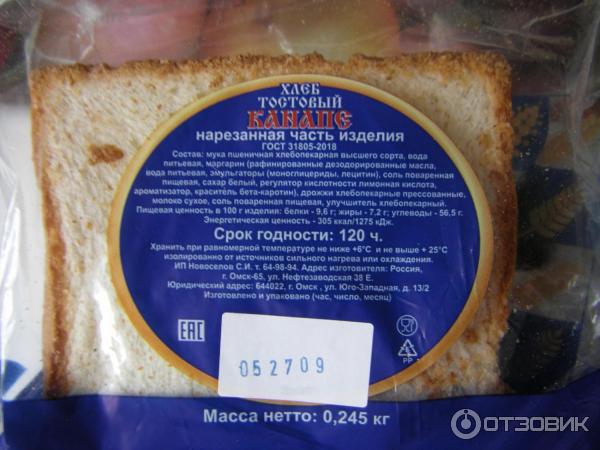 ХЛЕБ
ТОСТОВЫЙ
КАНАПЕ
нарезанная часть изделия
ГОСТ 31805-2018
Состав: мука пшеничная хлебопекарная высшего сорта, вода
питьевая, маргарин (рафинированные дезодорированные масла,
вода питьевая, эмульгаторы (моноглицериды, лецитин), соль поваренная
пищевая, сахар белый, регулятор кислотности лимонная кислота,
ароматизатор, краситель бета-каротин), дрожжи хлебопекарные прессованные,
молоко сухое, соль поваренная пищевая, улучшитель хлебопекарный.
Пищевая ценность в 100 г изделия: белки - 9,6 г; жиры - 7,2 г; углеводы - 56,5 г.
Энергетическая ценность - 305 ккал/1275 кДж.
Срок годности: 120 ч.
Хранить при равномерной температуре не ниже +6°C и не выше + 25°C
изолированно от источников сильного нагрева или охлаждения.
ИП Новоселов С.И. т. 64-98-94. Адрес изготовителя: Россия,
г. Омск-65, ул. Нефтезаводская 38 Е.
Юридический адрес: 644022, г. Омск , ул. Юго-Западная, д. 13/2
Изготовлено и упаковано (час, число, месяц)
EAC
052709
PP
Масса нетто: 0,245 кг
ОТЗОВИК